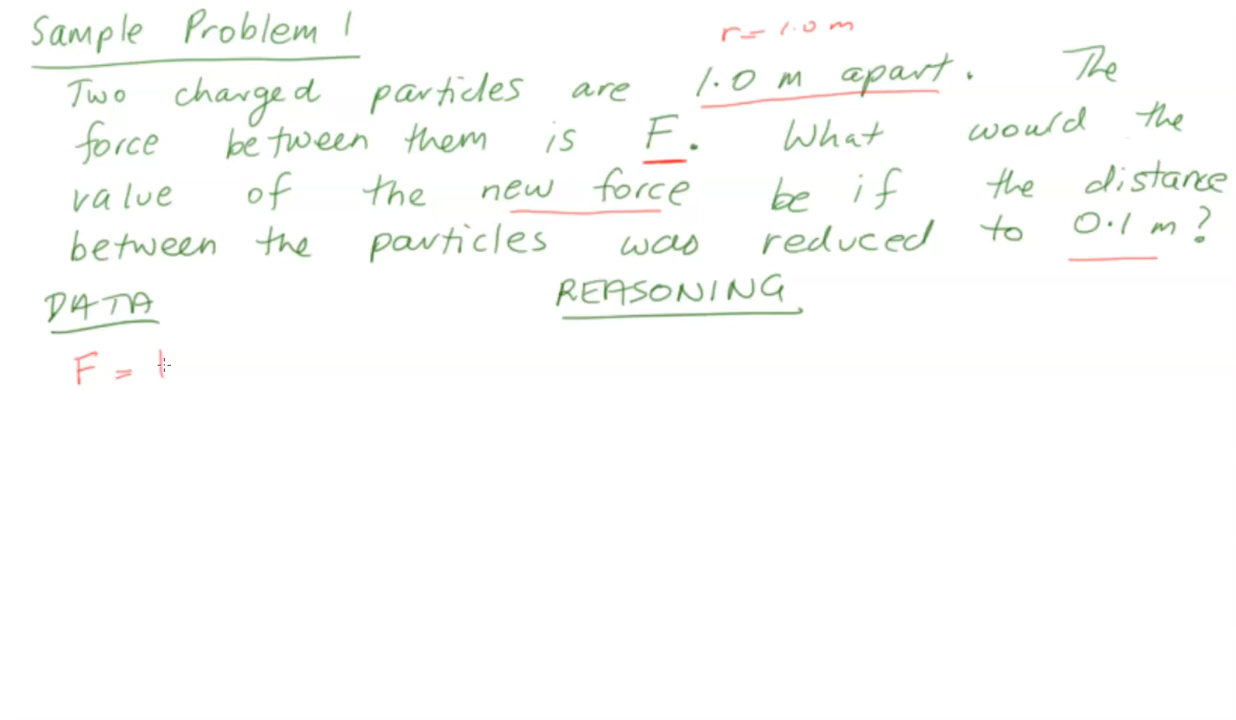 Sample Problem 1
r = 1.0 m
Two charged particles are 1.0 m apart. The
force between them is F. What would the
value of the new force be if the distance
between the particles was reduced to 0.1 m?
DATA
REASONING
F =